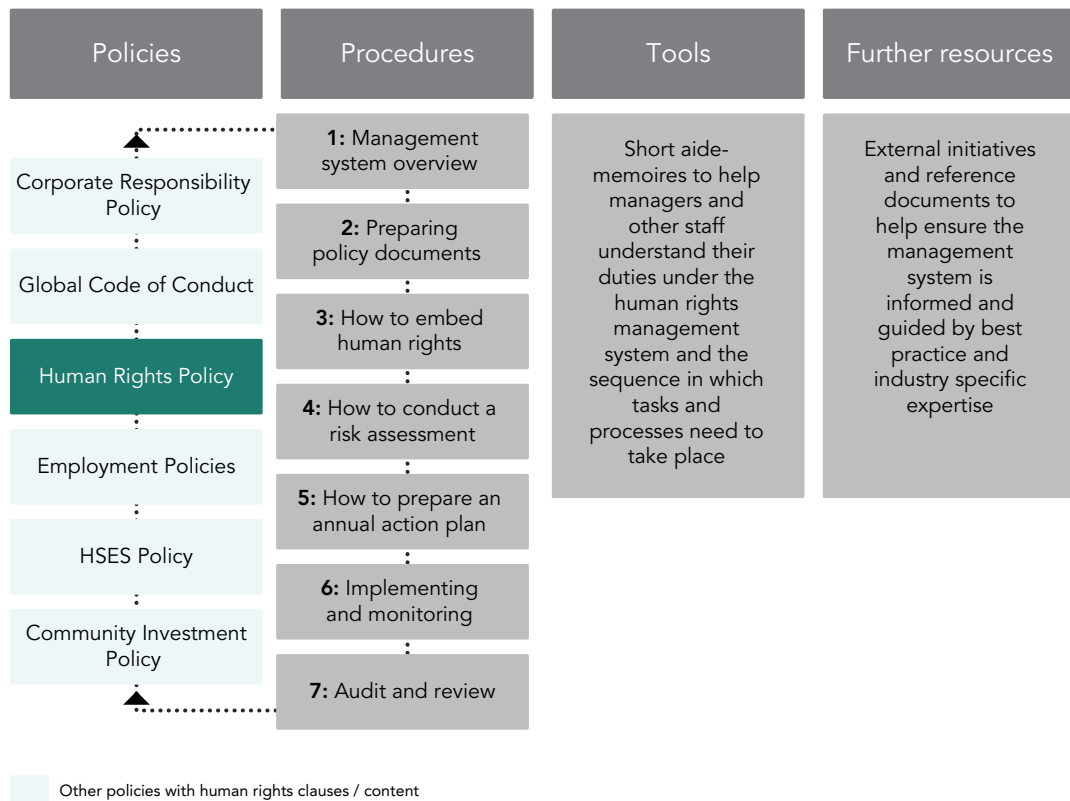 Policies
Procedures
Tools
Further resources
Corporate Responsibility
Policy
Global Code of Conduct
Human Rights Policy
Employment Policies
HSES Policy
Community Investment
Policy
1: Management
system overview
2: Preparing
policy documents
3: How to embed
human rights
4: How to conduct a
risk assessment
5: How to prepare an
annual action plan
6: Implementing
and monitoring
7: Audit and review
Short aide-
memoires to help
managers and
other staff
understand their
duties under the
human rights
management
system and the
sequence in which
tasks and
processes need to
take place
External initiatives
and reference
documents to
help ensure the
management
system is
informed and
guided by best
practice and
industry specific
expertise
Other policies with human rights clauses / content